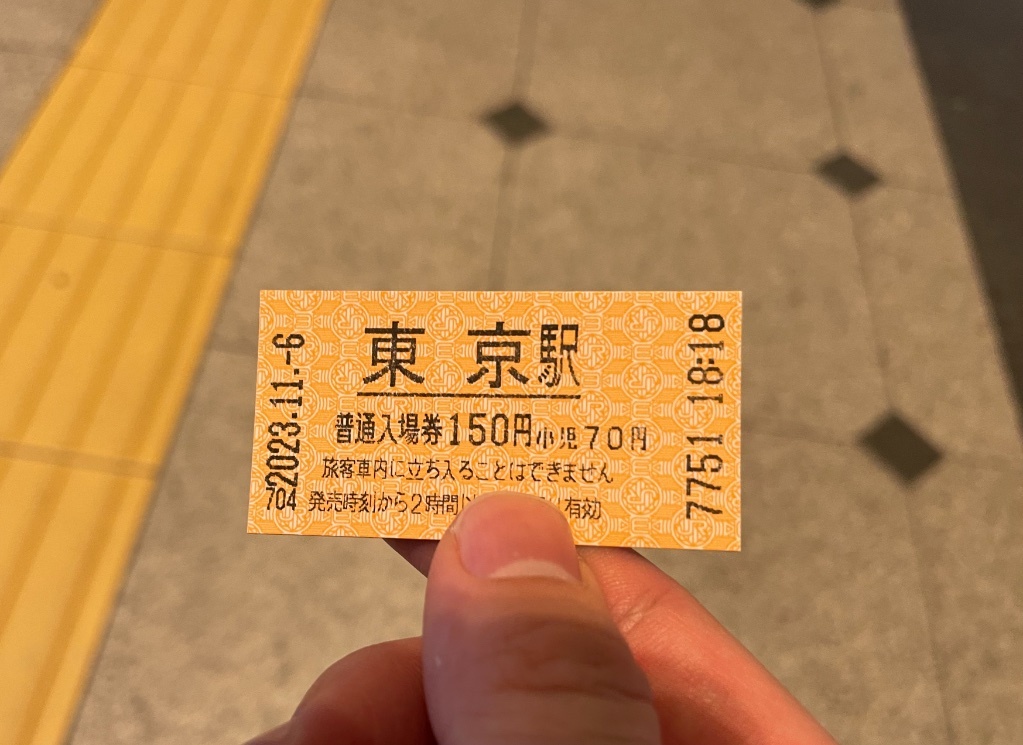 東京駅
普通入場券150円小児70円
旅客車内に立ち入ることはできません
発売時刻から2時間以 有効
2023.11.-6
704
7751 18:18